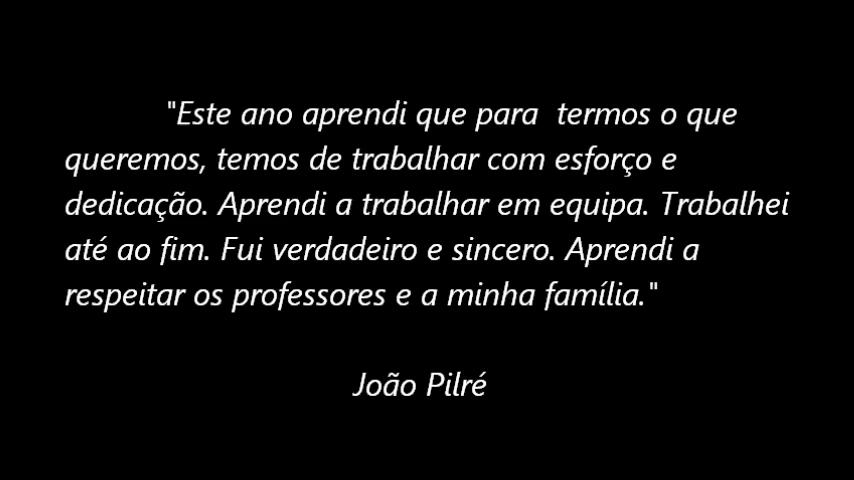 "Este ano aprendi que para  termos o que
queremos, temos de trabalhar com esforço e
dedicação. Aprendi a trabalhar em equipa. Trabalhei
até ao fim. Fui verdadeiro e sincero. Aprendi a
respeitar os professores e a minha família."
João Pilré